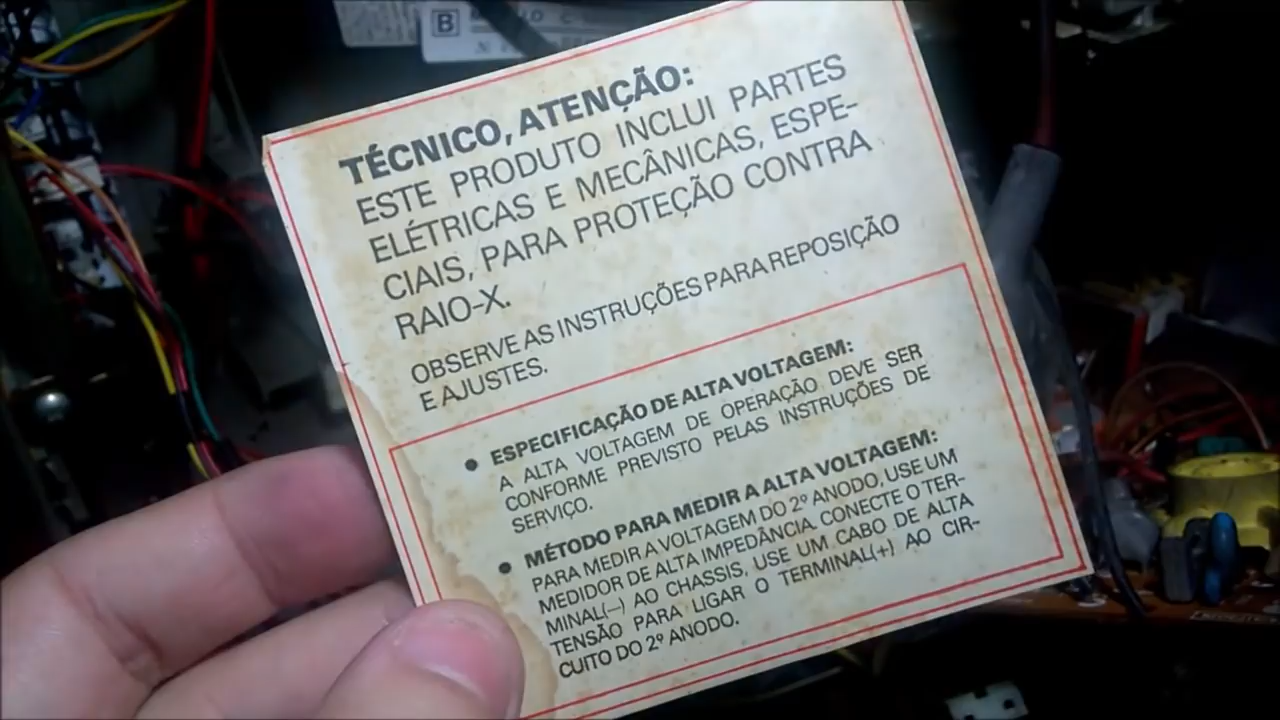 B
TÉCNICO, ATENÇÃO:
ESTE PRODUTO INCLUI PARTES
ELÉTRICAS E MECÂNICAS, ESPE-
CIAIS, PARA PROTEÇÃO CONTRA
RAIO-X.
OBSERVE AS INSTRUÇÕES PARA REPOSIÇÃO
E AJUSTES.
● ESPECIFICAÇÃO DE ALTA VOLTAGEM:
A ALTA VOLTAGEM DE OPERAÇÃO DEVE SER
CONFORME PREVISTO PELAS INSTRUÇÕES DE
SERVIÇO.
● MÉTODO PARA MEDIR A ALTA VOLTAGEM:
PARA MEDIR A VOLTAGEM DO 2º ANODO, USE UM
MEDIDOR DE ALTA IMPEDÂNCIA. CONECTE O TER-
MINAL(–) AO CHASSIS, USE UM CABO DE ALTA
TENSÃO PARA LIGAR O TERMINAL(+) AO CIR-
CUITO DO 2º ANODO.